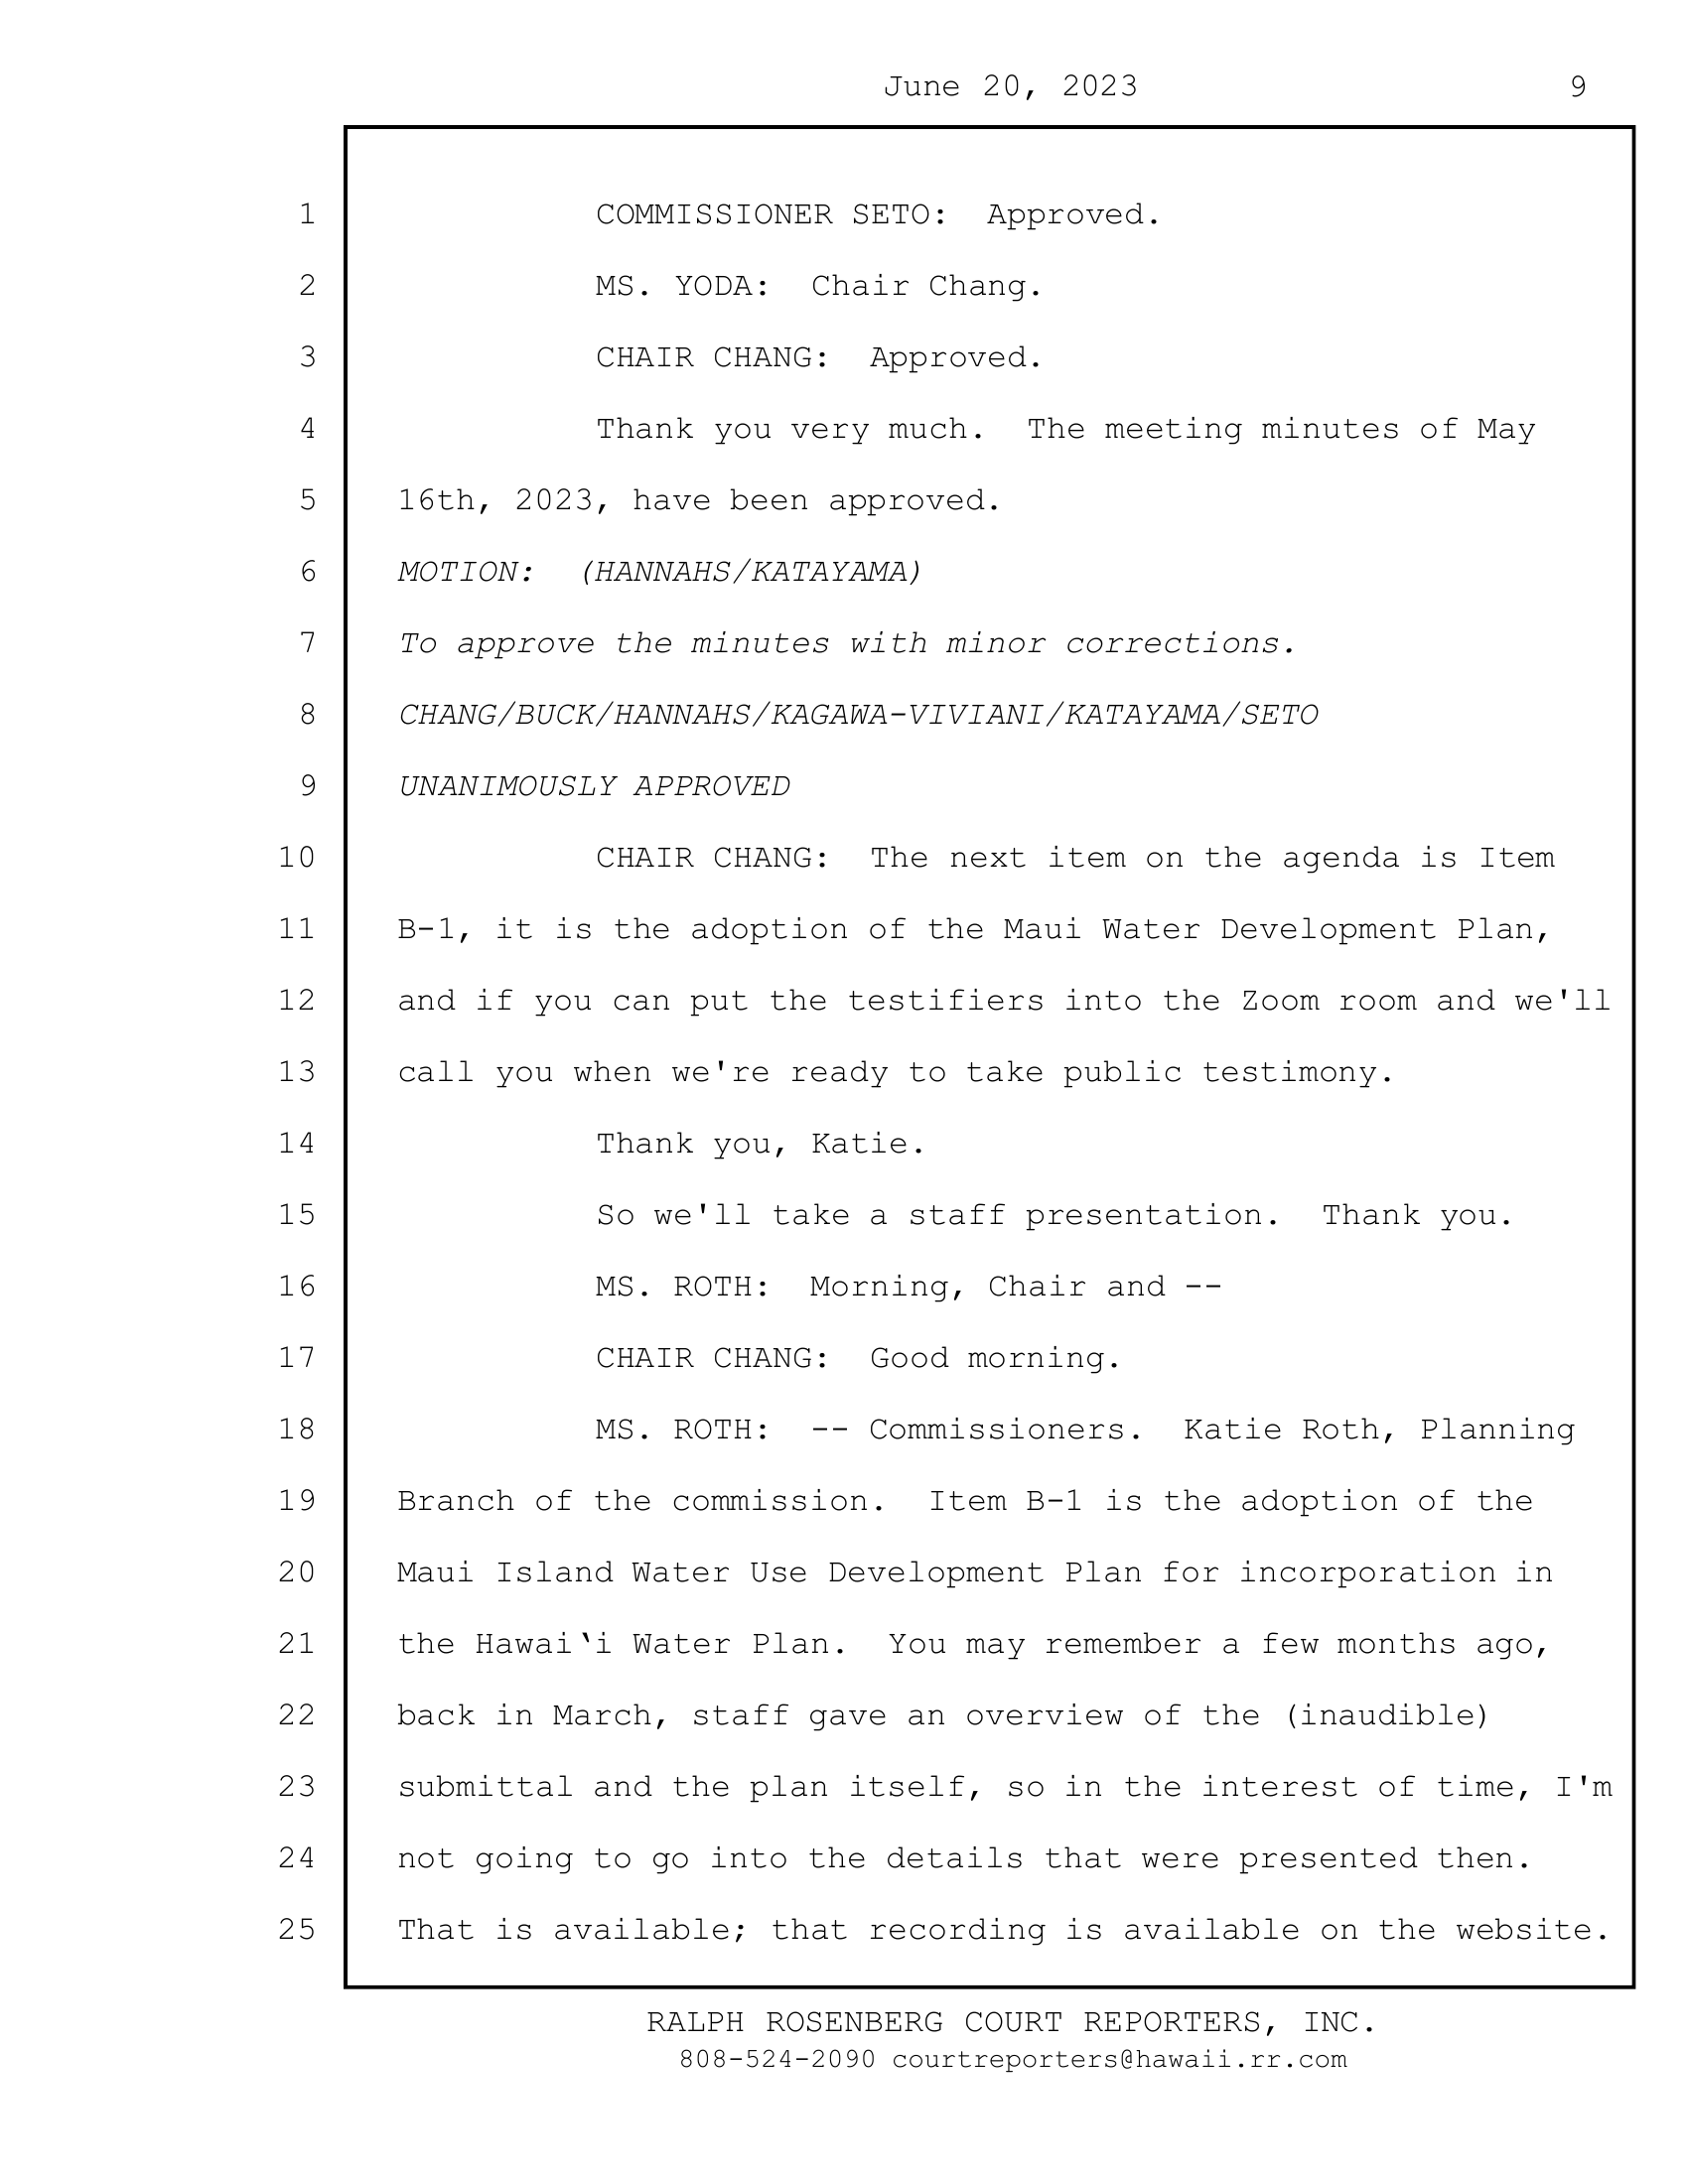 June 20, 2023 9
1 COMMISSIONER SETO:  Approved.
2 MS. YODA:  Chair Chang.
3 CHAIR CHANG:  Approved.
4 Thank you very much.  The meeting minutes of May
5 16th, 2023, have been approved.
6 MOTION:  (HANNAHS/KATAYAMA)
7 To approve the minutes with minor corrections.
8 CHANG/BUCK/HANNAHS/KAGAWA-VIVIANI/KATAYAMA/SETO
9 UNANIMOUSLY APPROVED
10 CHAIR CHANG:  The next item on the agenda is Item
11 B-1, it is the adoption of the Maui Water Development Plan,
12 and if you can put the testifiers into the Zoom room and we'll
13 call you when we're ready to take public testimony.
14 Thank you, Katie.
15 So we'll take a staff presentation.  Thank you.
16 MS. ROTH:  Morning, Chair and --
17 CHAIR CHANG:  Good morning.
18 MS. ROTH:  -- Commissioners.  Katie Roth, Planning
19 Branch of the commission.  Item B-1 is the adoption of the
20 Maui Island Water Use Development Plan for incorporation in
21 the Hawaiʻi Water Plan.  You may remember a few months ago,
22 back in March, staff gave an overview of the (inaudible)
23 submittal and the plan itself, so in the interest of time, I'm
24 not going to go into the details that were presented then.
25 That is available; that recording is available on the website.
RALPH ROSENBERG COURT REPORTERS, INC.
808-524-2090 courtreporters@hawaii.rr.com